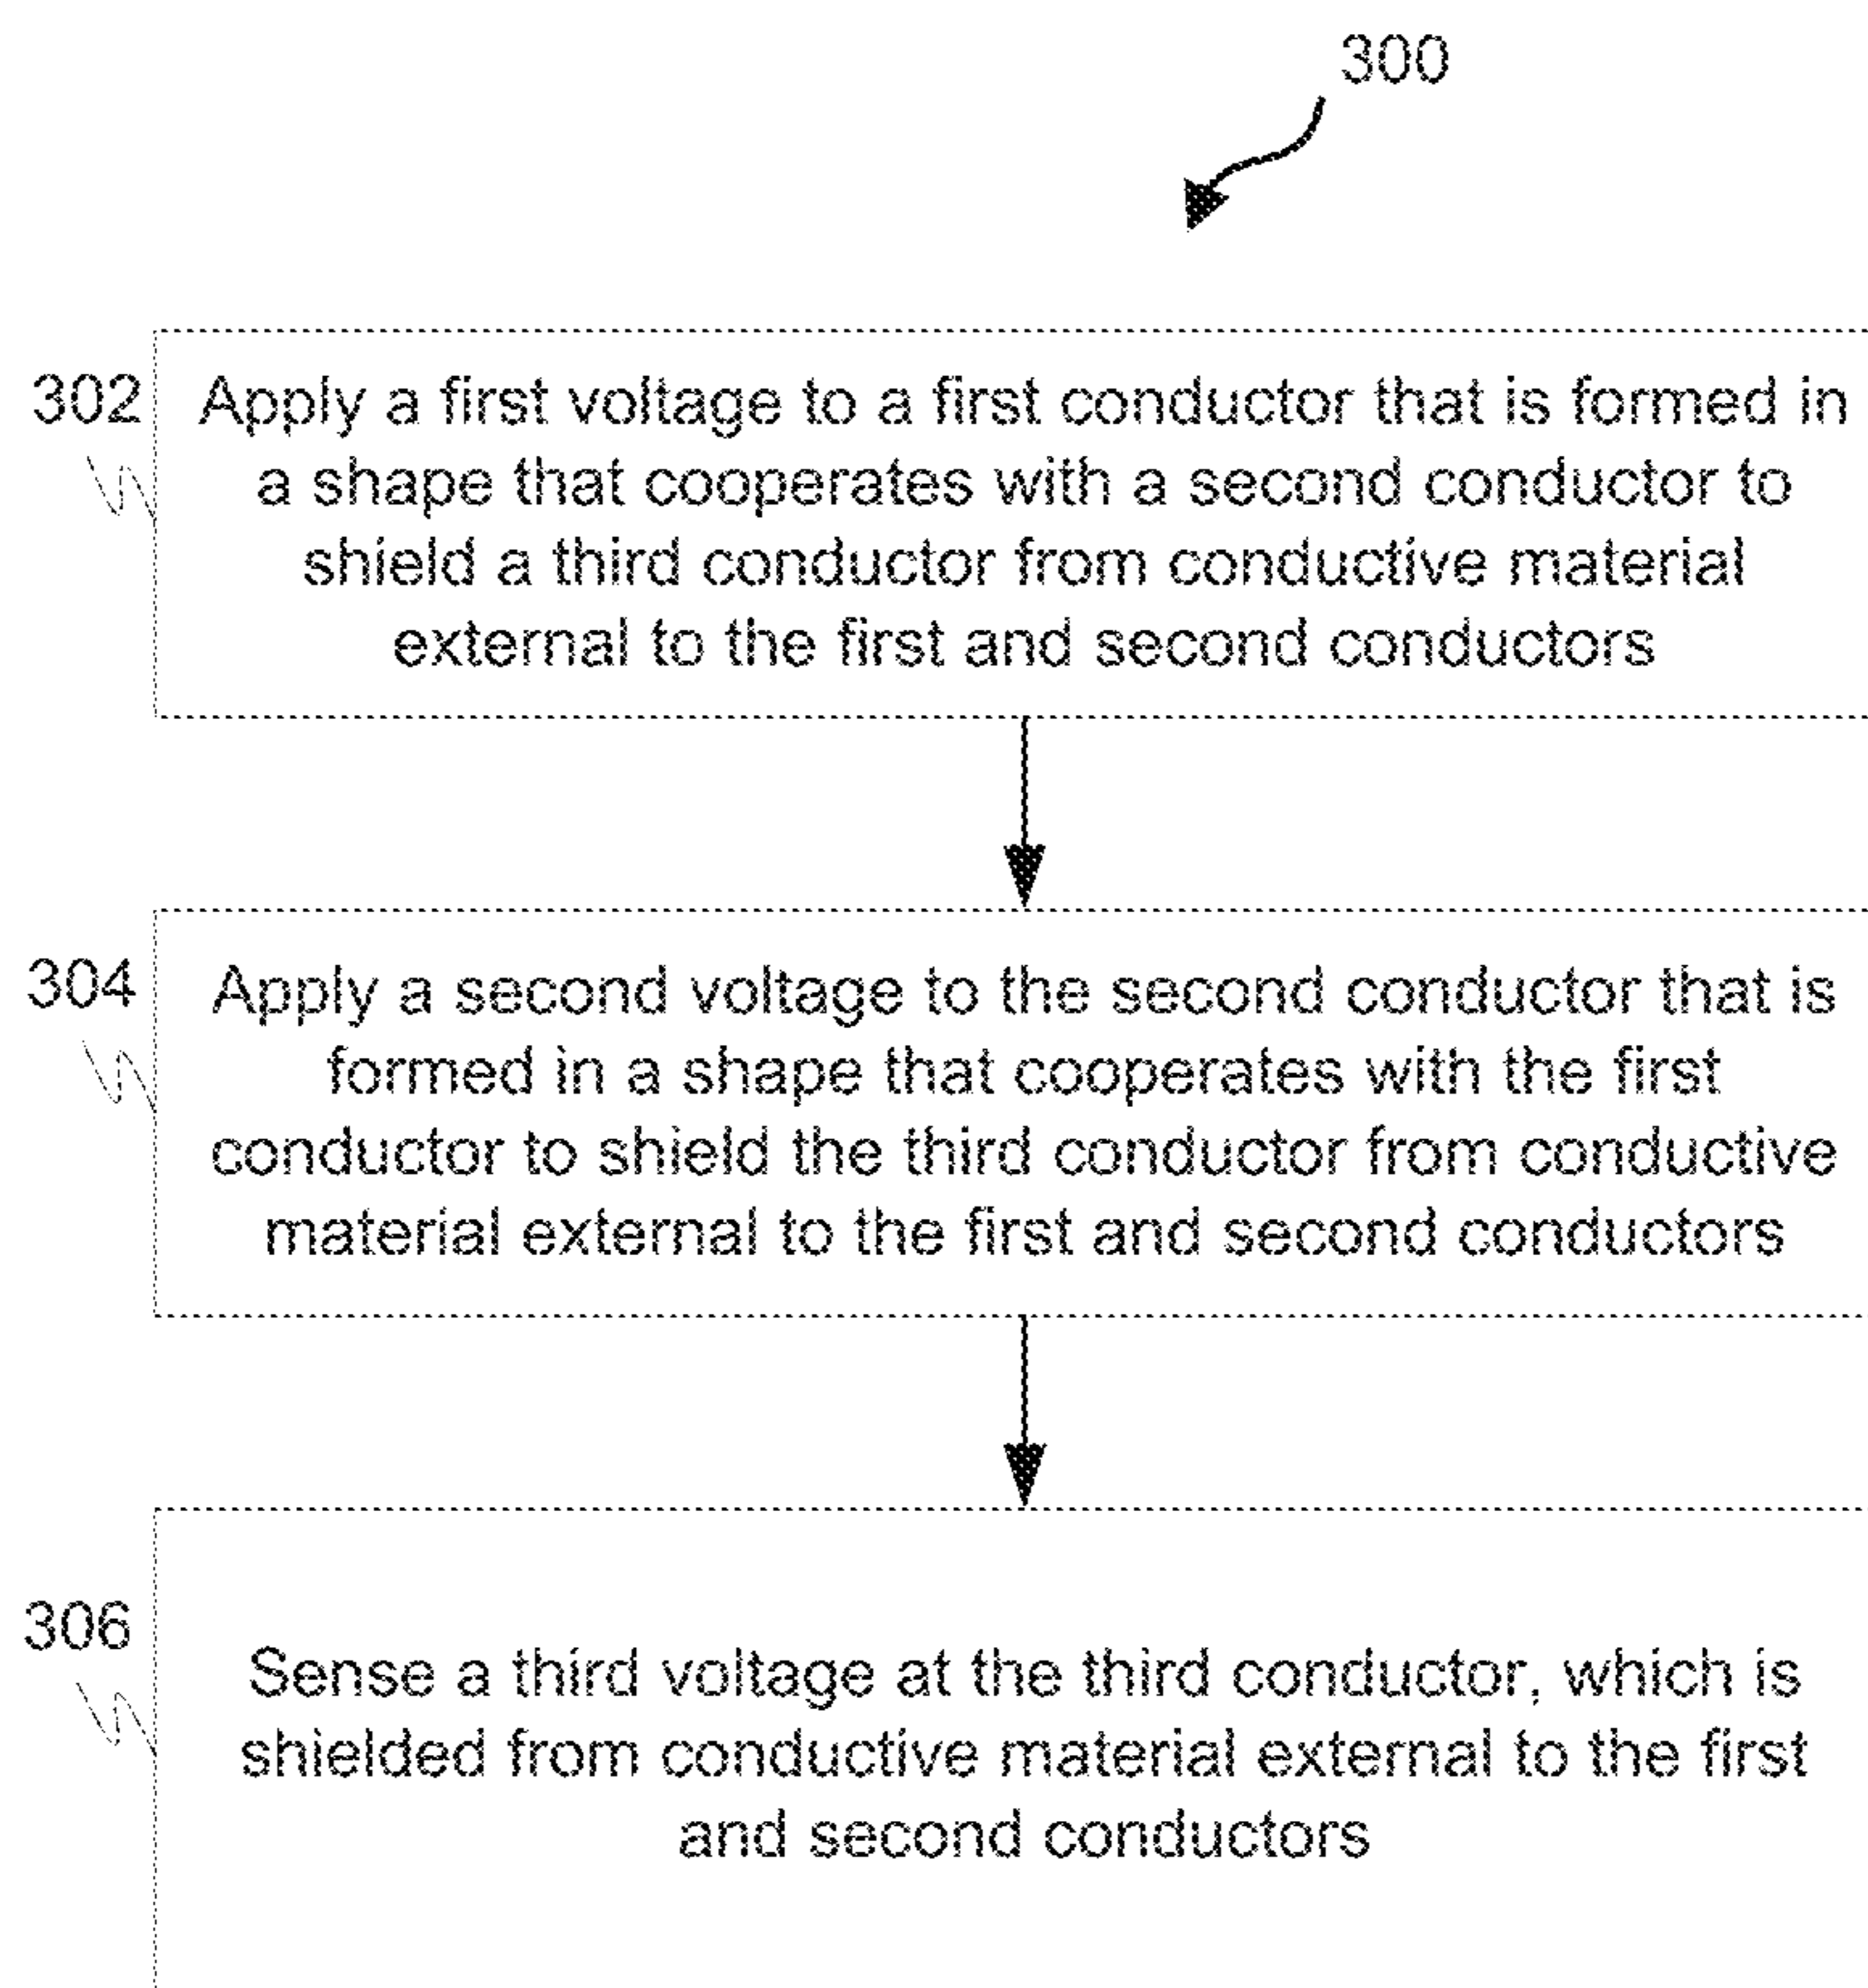 300
302
Apply a first voltage to a first conductor that is formed in
a shape that cooperates with a second conductor to
shield a third conductor from conductive material
external to the first and second conductors
304
Apply a second voltage to the second conductor that is
formed in a shape that cooperates with the first
conductor to shield the third conductor from conductive
material external to the first and second conductors
306
Sense a third voltage at the third conductor, which is
shielded from conductive material external to the first
and second conductors